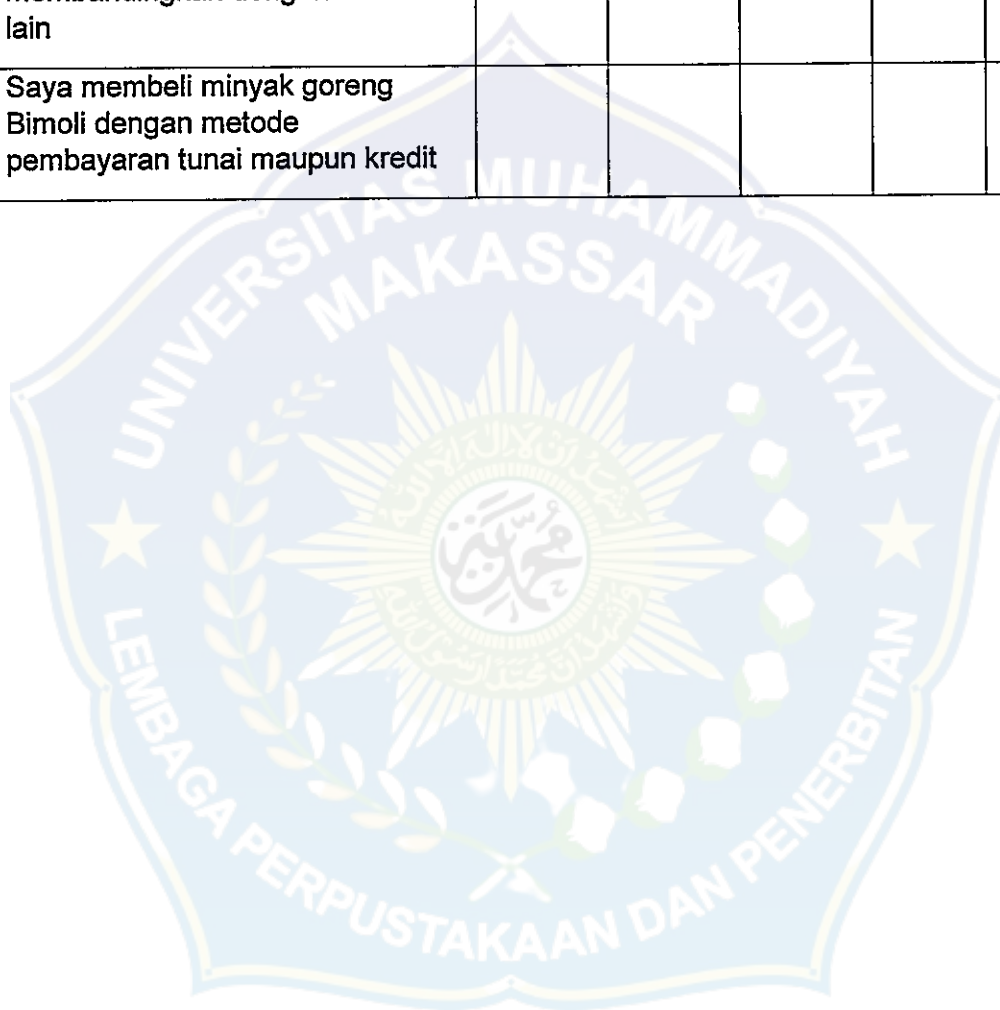 lain
Saya membeli minyak goreng
Bimoli dengan metode
pembayaran tunai maupun kredit
UNIVERSITAS MUHAMMADIYAH
MAKASSAR
LEMBAGA PERPUSTAKAAN DAN PENERBITAN